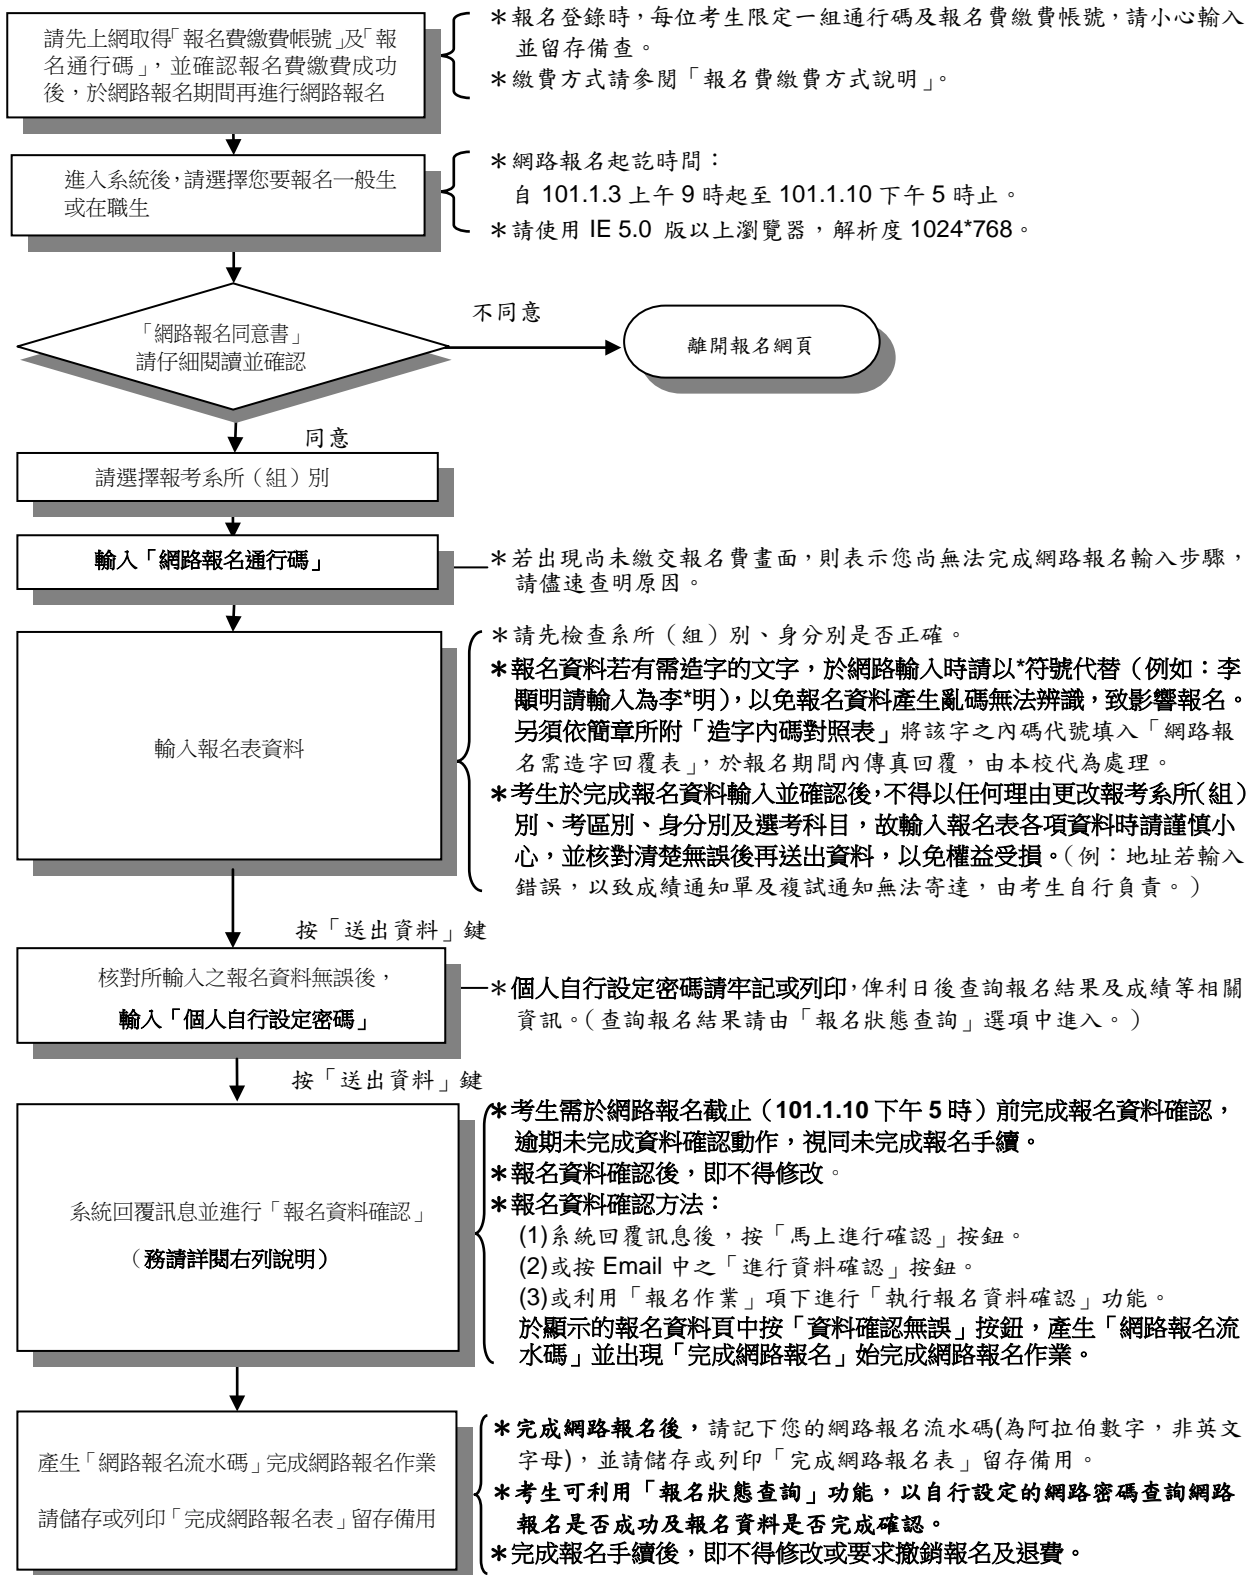 請先上網取得「報名費繳費帳號」及「報
名通行碼」，並確認報名費繳費成功
後，於網路報名期間再進行網路報名
＊報名登錄時，每位考生限定一組通行碼及報名費繳費帳號，請小心輸入
並留存備查。
＊繳費方式請參閱「報名費繳費方式說明」。
進入系統後，請選擇您要報名一般生
或在職生
＊網路報名起訖時間：
自 101.1.3 上午 9 時起至 101.1.10 下午 5 時止。
＊請使用 IE 5.0 版以上瀏覽器，解析度 1024*768。
「網路報名同意書」
請仔細閱讀並確認
不同意
離開報名網頁
同意
請選擇報考系所（組）別
輸入「網路報名通行碼」
＊若出現尚未繳交報名費畫面，則表示您尚無法完成網路報名輸入步驟，
請儘速查明原因。
輸入報名表資料
＊請先檢查系所（組）別、身分別是否正確。
＊報名資料若有需造字的文字，於網路輸入時請以*符號代替（例如：李
顒明請輸入為李*明），以免報名資料產生亂碼無法辨識，致影響報名。
另須依簡章所附「造字內碼對照表」將該字之內碼代號填入「網路報
名需造字回覆表」，於報名期間內傳真回覆，由本校代為處理。
＊考生於完成報名資料輸入並確認後，不得以任何理由更改報考系所（組）
別、考區別、身分別及選考科目，故輸入報名表各項資料時請謹慎小
心，並核對清楚無誤後再送出資料，以免權益受損。（例：地址若輸入
錯誤，以致成績通知單及複試通知無法寄達，由考生自行負責。）
按「送出資料」鍵
核對所輸入之報名資料無誤後，
輸入「個人自行設定密碼」
＊個人自行設定密碼請牢記或列印，俾利日後查詢報名結果及成績等相關
資訊。（查詢報名結果請由「報名狀態查詢」選項中進入。）
按「送出資料」鍵
系統回覆訊息並進行「報名資料確認」
（務請詳閱右列說明）
＊考生需於網路報名截止（101.1.10 下午 5 時）前完成報名資料確認，
逾期未完成資料確認動作，視同未完成報名手續。
＊報名資料確認後，即不得修改。
＊報名資料確認方法：
(1)系統回覆訊息後，按「馬上進行確認」按鈕。
(2)或按 Email 中之「進行資料確認」按鈕。
(3)或利用「報名作業」項下進行「執行報名資料確認」功能。
於顯示的報名資料頁中按「資料確認無誤」按鈕，產生「網路報名流
水碼」並出現「完成網路報名」始完成網路報名作業。
產生「網路報名流水碼」完成網路報名作業
請儲存或列印「完成網路報名表」留存備用
＊完成網路報名後，請記下您的網路報名流水碼(為阿拉伯數字，非英文
字母)，並請儲存或列印「完成網路報名表」留存備用。
＊考生可利用「報名狀態查詢」功能，以自行設定的網路密碼查詢網路
報名是否成功及報名資料是否完成確認。
＊完成報名手續後，即不得修改或要求撤銷報名及退費。